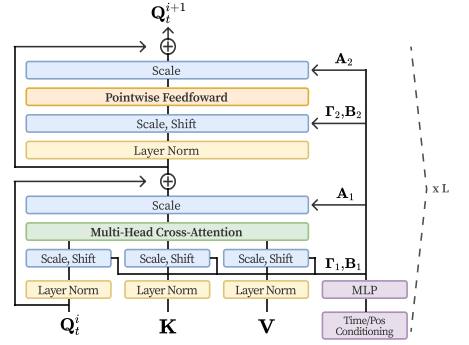 Q_t^{i+1}
Scale
A_2
Pointwise Feedfoward
Scale, Shift
Γ_2,B_2
Layer Norm
x L
Scale
A_1
Multi-Head Cross-Attention
Scale, Shift Scale, Shift Scale, Shift
Γ_1,B_1
Layer Norm Layer Norm Layer Norm MLP
Q_t^i K V
Time/Pos
Conditioning